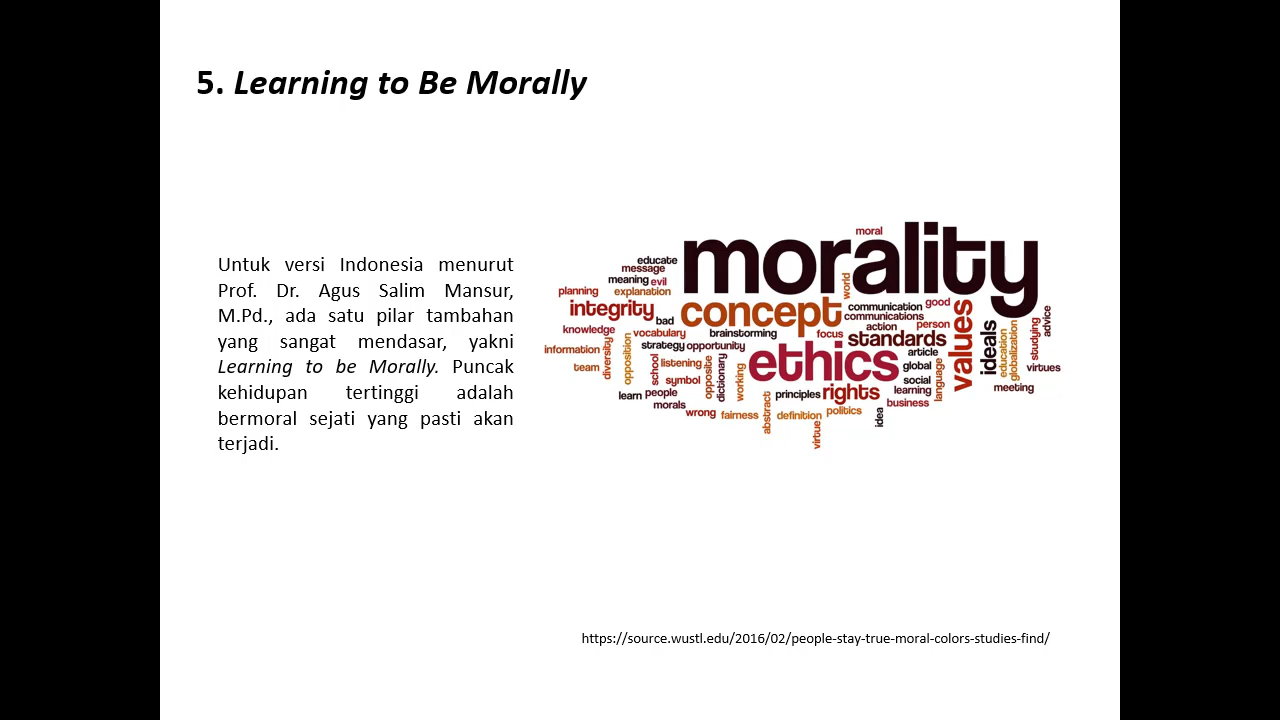 5. Learning to Be Morally
Untuk versi Indonesia menurut
Prof. Dr. Agus Salim Mansur,
M.Pd., ada satu pilar tambahan
yang sangat mendasar, yakni
Learning to be Morally. Puncak
kehidupan tertinggi adalah
bermoral sejati yang pasti akan
terjadi.
moral
morality
educate
message
meaning
evil
planning
explanation
world
integrity
bad
concept
communication
good
communications
action
person
knowledge
vocabulary
brainstorming
focus
standards
values
ideals
education
globalization
studying
advice
information
diversity
opposition
strategy
opportunity
ethics
article
team
school
listening
opposite
dictionary
working
global
language
virtues
symbol
social
learn
people
principles
rights
learning
meeting
morals
business
wrong
fairness
abstract
definition
politics
idea
virtue
https://source.wustl.edu/2016/02/people-stay-true-moral-colors-studies-find/